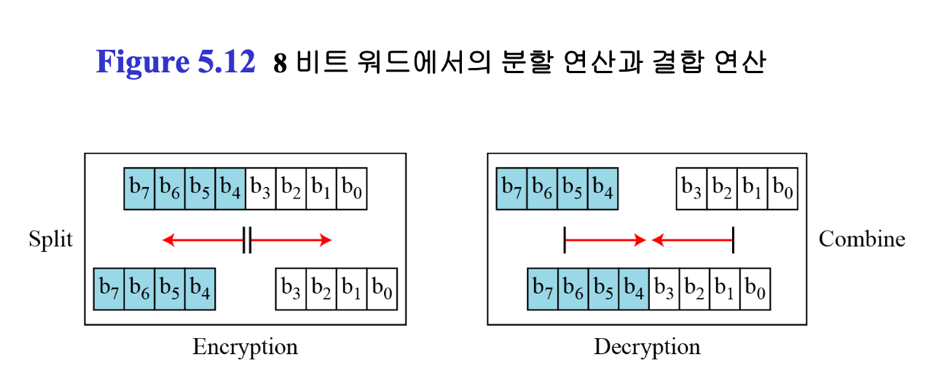 Figure 5.12 8 비트 워드에서의 분할 연산과 결합 연산
b7 b6 b5 b4 b3 b2 b1 b0
Split
b7 b6 b5 b4 b3 b2 b1 b0
Encryption
b7 b6 b5 b4 b3 b2 b1 b0
Combine
b7 b6 b5 b4 b3 b2 b1 b0
Decryption